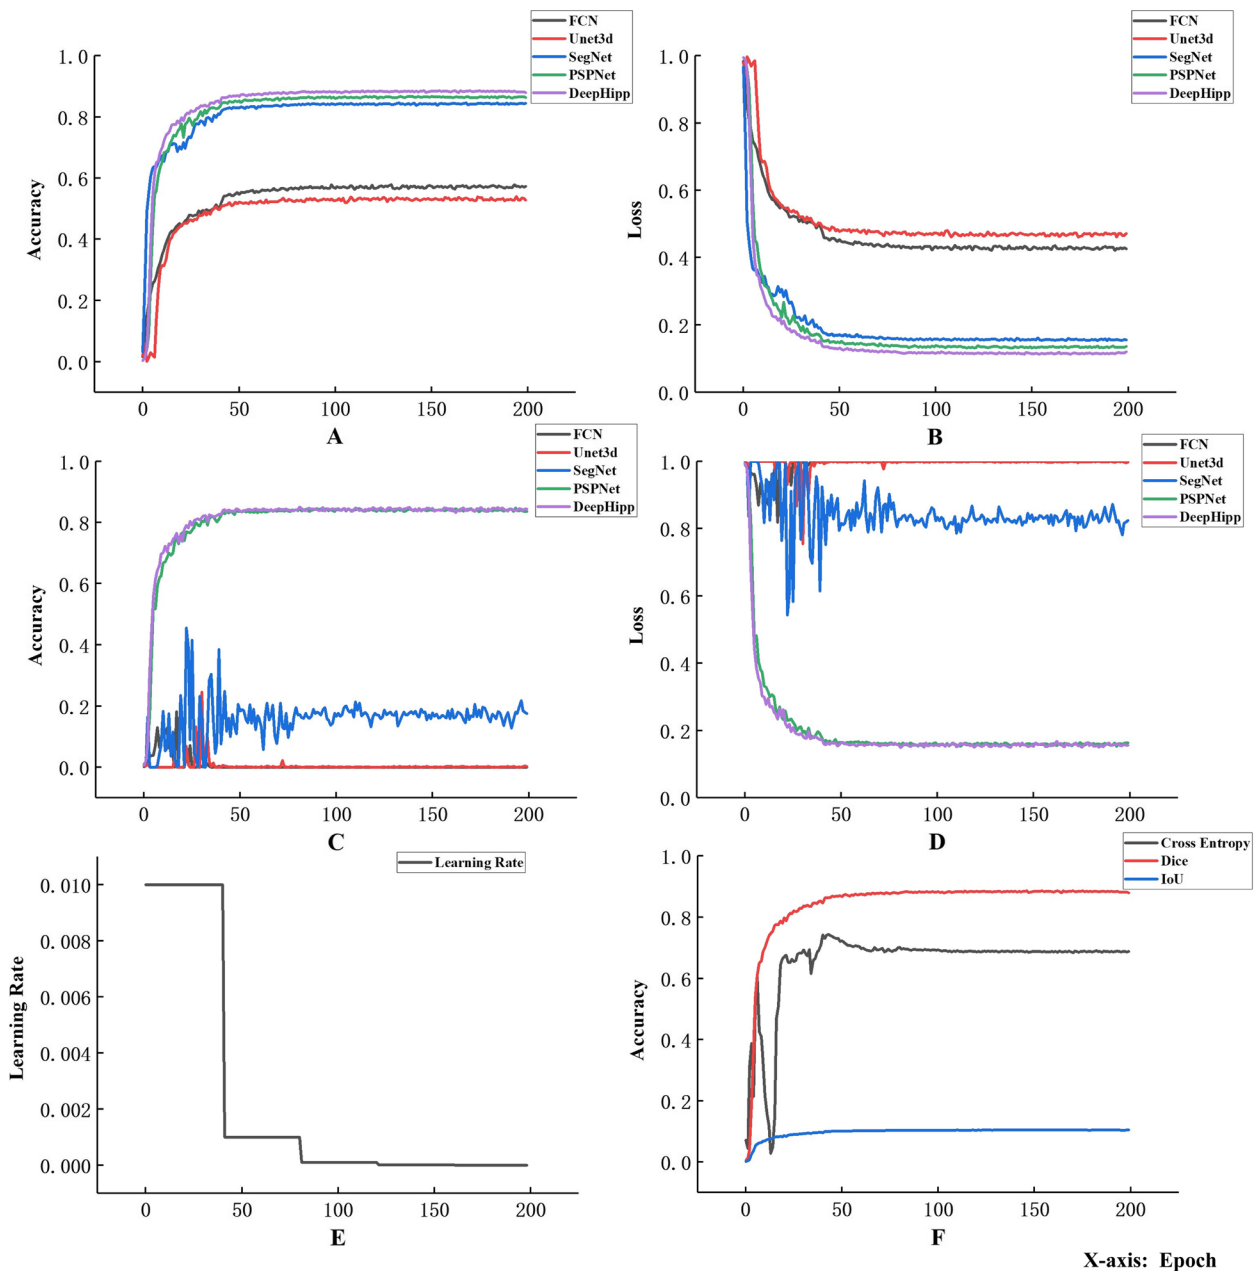 FCN
Unet3d
SegNet
PSPNet
DeepHipp
1.0
0.8
0.6
0.4
0.2
0.0
Accuracy
0 50 100 150 200
A
FCN
Unet3d
SegNet
PSPNet
DeepHipp
1.0
0.8
0.6
0.4
0.2
0.0
Loss
0 50 100 150 200
B
FCN
Unet3d
SegNet
PSPNet
DeepHipp
1.0
0.8
0.6
0.4
0.2
0.0
Accuracy
0 50 100 150 200
C
FCN
Unet3d
SegNet
PSPNet
DeepHipp
1.0
0.8
0.6
0.4
0.2
0.0
Loss
0 50 100 150 200
D
Learning Rate
0.010
0.008
0.006
0.004
0.002
0.000
Learning Rate
0 50 100 150 200
E
Cross Entropy
Dice
IoU
1.0
0.8
0.6
0.4
0.2
0.0
Accuracy
0 50 100 150 200
F
X-axis: Epoch